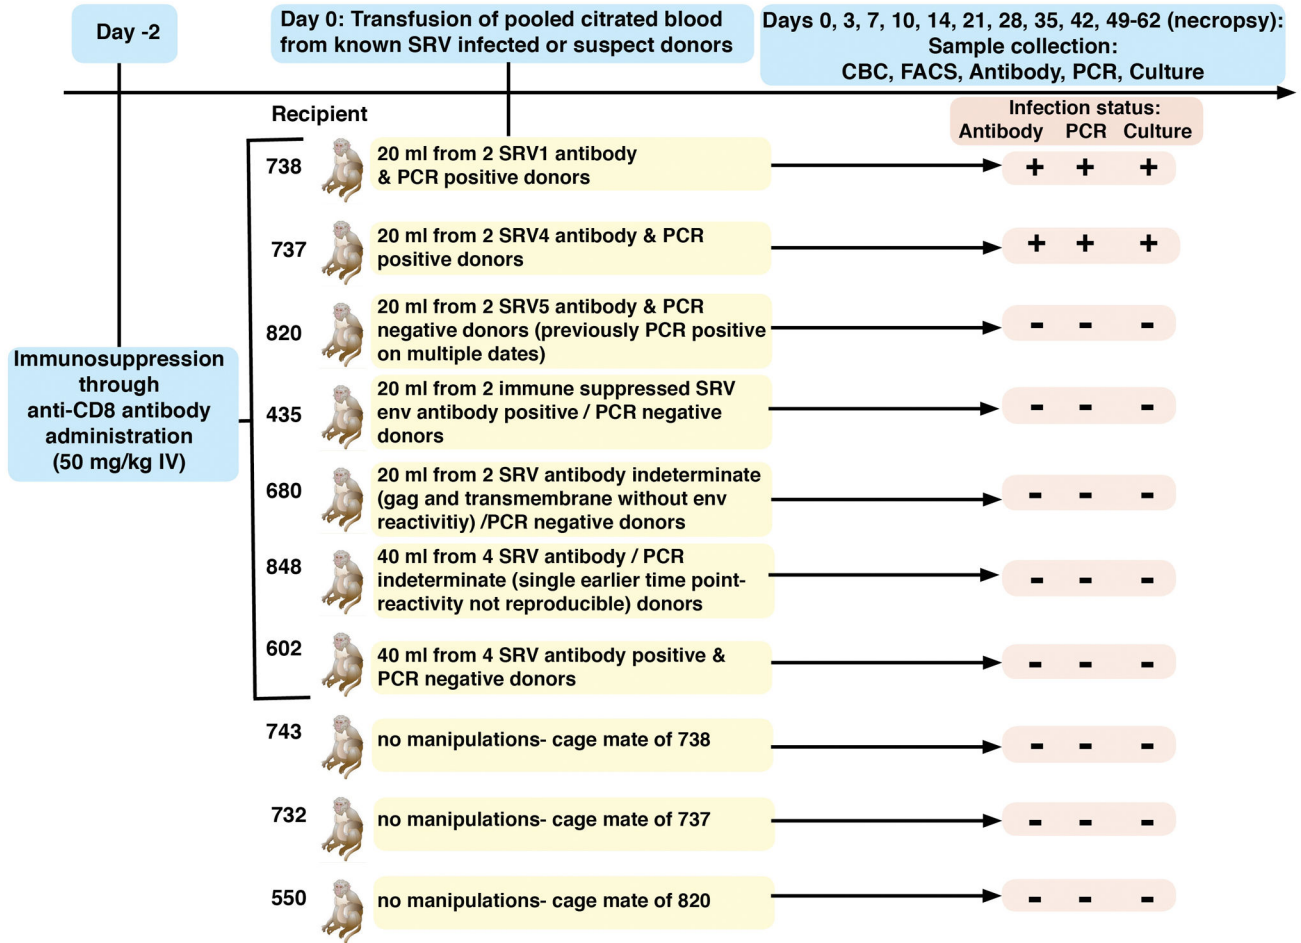 Day -2
Day 0: Transfusion of pooled citrated blood
from known SRV infected or suspect donors
Days 0, 3, 7, 10, 14, 21, 28, 35, 42, 49-62 (necropsy):
Sample collection:
CBC, FACS, Antibody, PCR, Culture
Recipient
Infection status:
Antibody PCR Culture
Immunosuppression
through
anti-CD8 antibody
administration
(50 mg/kg IV)
738
20 ml from 2 SRV1 antibody
& PCR positive donors
+ + +
737
20 ml from 2 SRV4 antibody & PCR
positive donors
+ + +
820
20 ml from 2 SRV5 antibody & PCR
negative donors (previously PCR positive
on multiple dates)
- - -
435
20 ml from 2 immune suppressed SRV
env antibody positive / PCR negative
donors
- - -
680
20 ml from 2 SRV antibody indeterminate
(gag and transmembrane without env
reactivitiy) /PCR negative donors
- - -
848
40 ml from 4 SRV antibody / PCR
indeterminate (single earlier time point-
reactivity not reproducible) donors
- - -
602
40 ml from 4 SRV antibody positive &
PCR negative donors
- - -
743
no manipulations- cage mate of 738
- - -
732
no manipulations- cage mate of 737
- - -
550
no manipulations- cage mate of 820
- - -